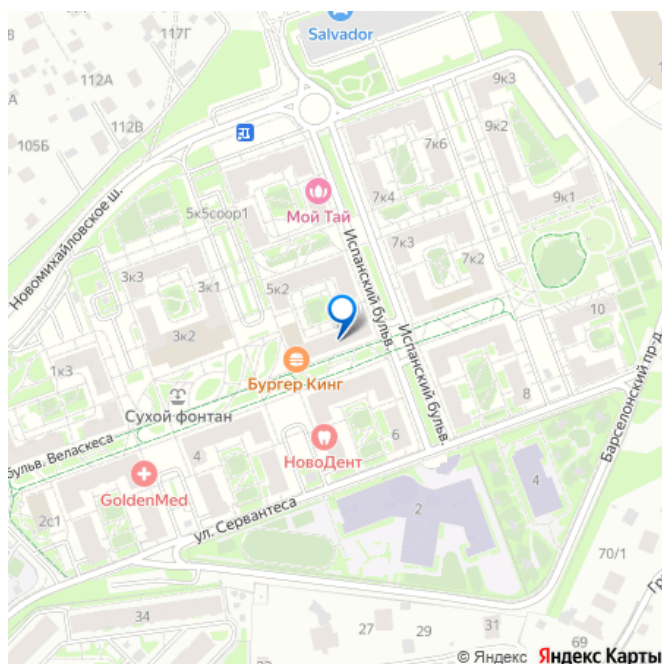 117Г
Salvador
112А
9к3
112В
9к2
7к6
105Б
7к4
9к1
Мой Тай
5к5соор1
Новомихайловское ш.
Испанский бульв.
7к3
7к2
3к3
3к1
5к2
10
3к2
Испанский бульв.
1к3
Бургер Кинг
Сухой фонтан
Барселонский пр-д
8
бульв. Веласкеса
6
НовоДент
4
GoldenMed
4
2с1
ул. Сервантеса
2
70/1
34
27
29
31
69
© Яндекс Яндекс Карты